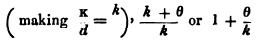 ( making K/d = k ), k + θ/k or 1 + θ/k